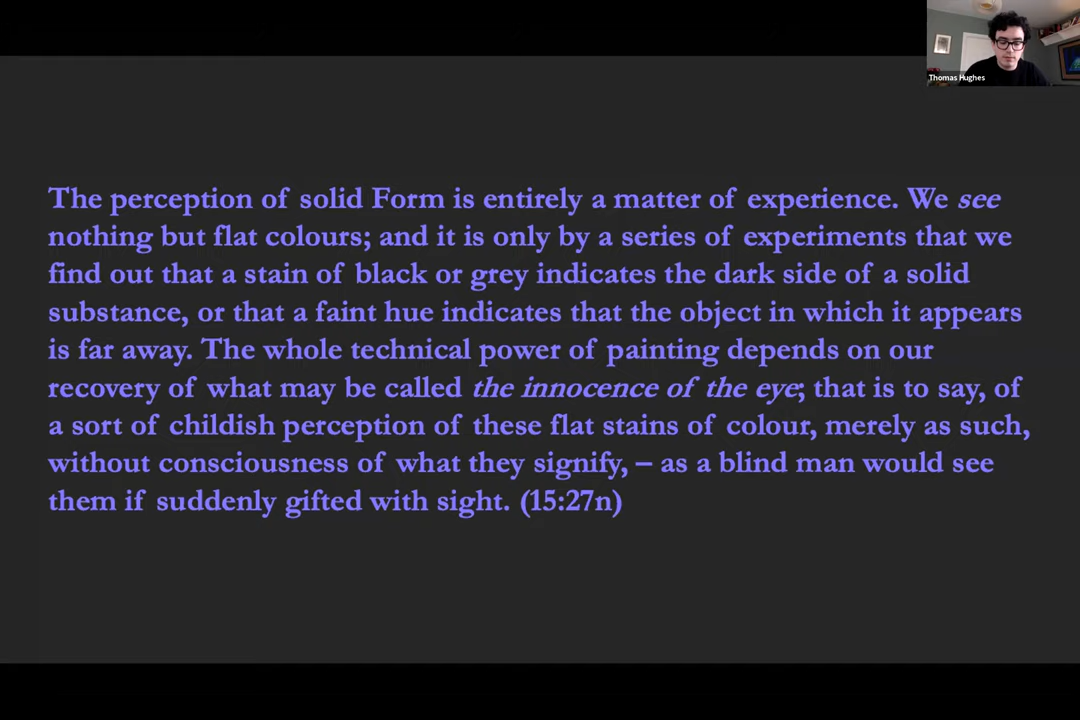 Thomas Hughes
The perception of solid Form is entirely a matter of experience. We see
nothing but flat colours; and it is only by a series of experiments that we
find out that a stain of black or grey indicates the dark side of a solid
substance, or that a faint hue indicates that the object in which it appears
is far away. The whole technical power of painting depends on our
recovery of what may be called the innocence of the eye; that is to say, of
a sort of childish perception of these flat stains of colour, merely as such,
without consciousness of what they signify, – as a blind man would see
them if suddenly gifted with sight. (15:27n)